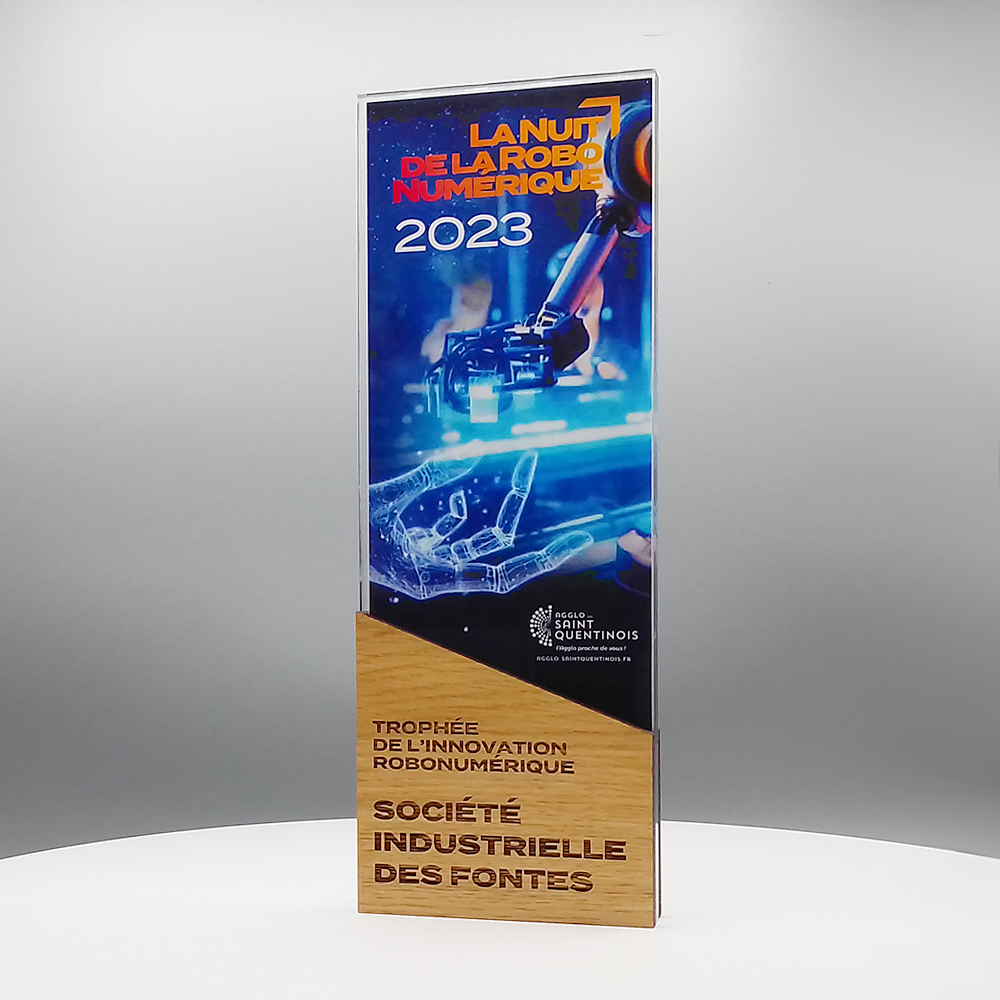 LA NUIT
DE LA ROBO
NUMÉRIQUE
2023
AGGLO DU
SAINT
QUENTINOIS
l'Agglo proche de vous !
AGGLO-SAINTQUENTINOIS.FR
TROPHÉE
DE L'INNOVATION
ROBONUMÉRIQUE
SOCIÉTÉ
INDUSTRIELLE
DES FONTES